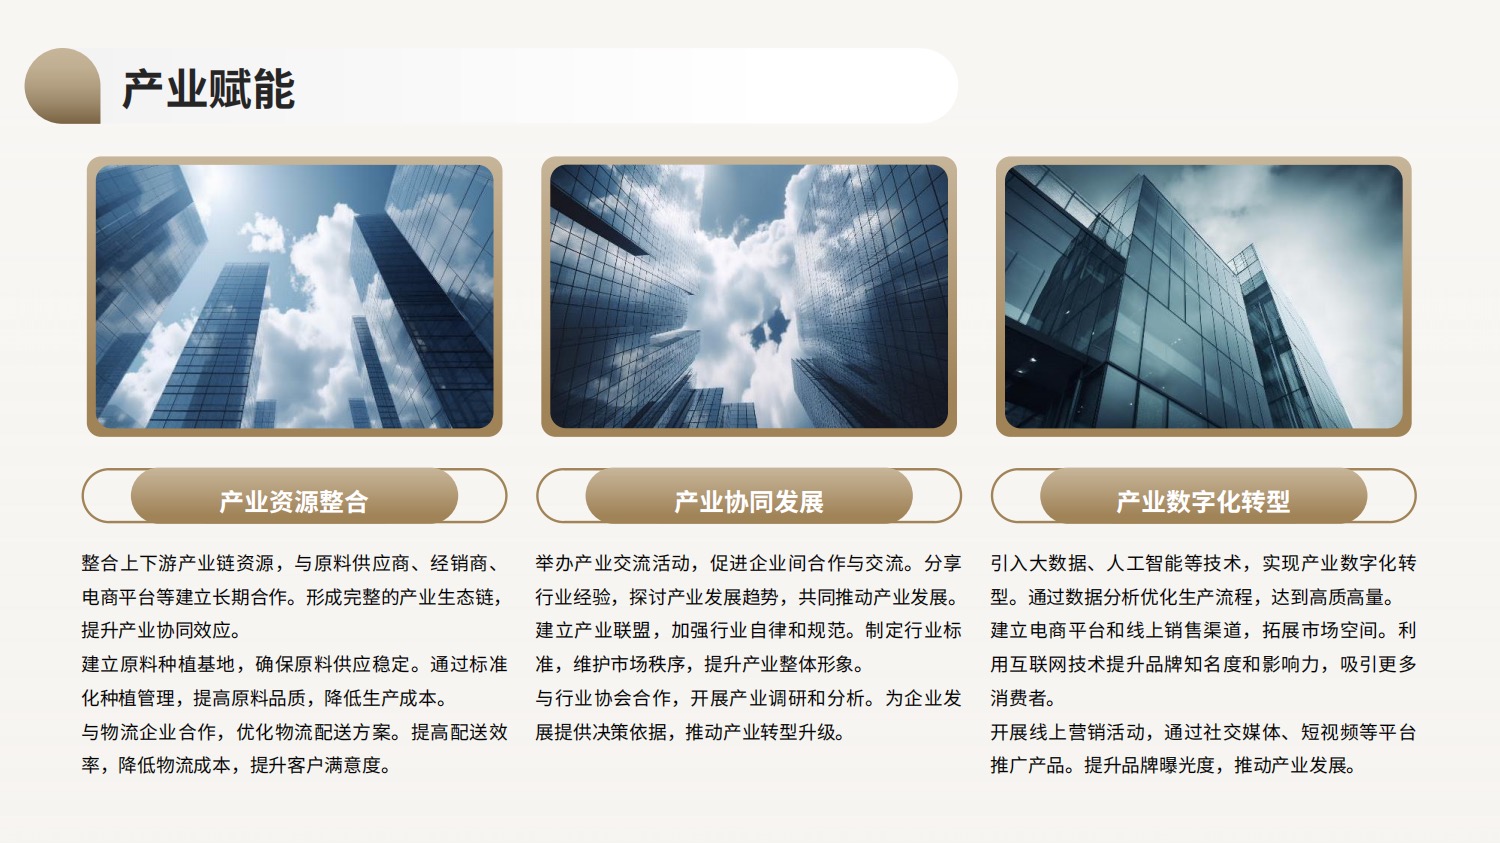 产业赋能
产业资源整合
整合上下游产业链资源，与原料供应商、经销商、
电商平台等建立长期合作。形成完整的产业生态链，
提升产业协同效应。
建立原料种植基地，确保原料供应稳定。通过标准
化种植管理，提高原料品质，降低生产成本。
与物流企业合作，优化物流配送方案。提高配送效
率，降低物流成本，提升客户满意度。
产业协同发展
举办产业交流活动，促进企业间合作与交流。分享
行业经验，探讨产业发展趋势，共同推动产业发展。
建立产业联盟，加强行业自律和规范。制定行业标
准，维护市场秩序，提升产业整体形象。
与行业协会合作，开展产业调研和分析。为企业发
展提供决策依据，推动产业转型升级。
产业数字化转型
引入大数据、人工智能等技术，实现产业数字化转
型。通过数据分析优化生产流程，达到高质高量。
建立电商平台和线上销售渠道，拓展市场空间。利
用互联网技术提升品牌知名度和影响力，吸引更多
消费者。
开展线上营销活动，通过社交媒体、短视频等平台
推广产品。提升品牌曝光度，推动产业发展。